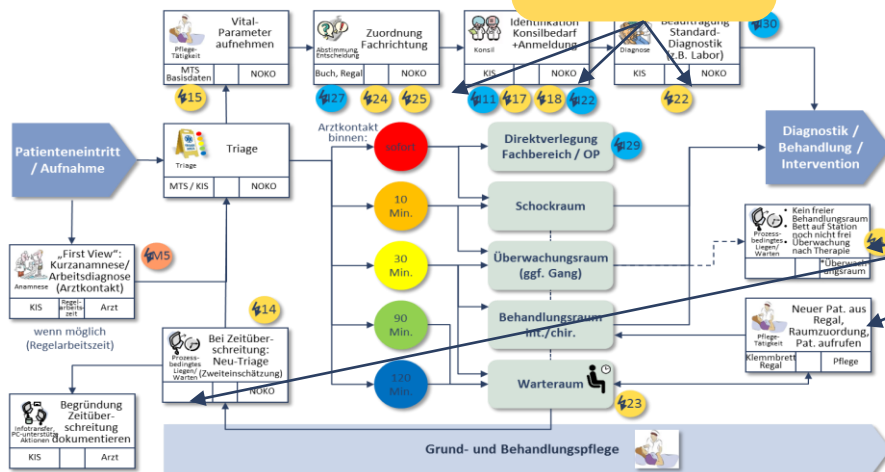 Vital-
Parameter
aufnehmen
Pflege-
Tätigkeit
MTS
Basisdaten
NOKO
15
Zuordnung
Fachrichtung
Abstimmung,
Entscheidung
Buch, Regal
NOKO
27
24
25
Identifikation
Konsilbedarf
+Anmeldung
Konsil
KIS
NOKO
11
17
18
22
Beauftragung
Standard-
Diagnostik
(z.B. Labor)
Diagnose
KIS
NOKO
30
22
Patienteneintritt
/ Aufnahme
Triage
Triage
MTS / KIS
NOKO
Arztkontakt
binnen:
sofort
10
Min.
30
Min.
90
Min.
120
Min.
Direktverlegung
Fachbereich / OP
29
Schockraum
Überwachungsraum
(ggf. Gang)
Behandlungsraum
int./chir.
Warteraum
23
Diagnostik /
Behandlung /
Intervention
• Kein freier
Behandlungsraum
• Bett auf Station
noch nicht frei
• Überwachung
nach Therapie
Prozess-
bedingtes
Liegen/
Warten
*Überwach-
ungsraum
Neuer Pat. aus
Regal,
Raumzuordung,
Pat. aufrufen
Pflege-
Tätigkeit
Klemmbrett
Regal
Pflege
„First View“:
Kurzanamnese/
Arbeitsdiagnose
(Arztkontakt)
Anamnese
KIS
Regel-
arbeits-
zeit
Arzt
M5
wenn möglich
(Regelarbeitszeit)
14
Bei Zeitüber-
schreitung:
Neu-Triage
(Zweiteinschätzung)
Prozess-
bedingtes
Liegen/
Warten
NOKO
Begründung
Zeitüber-
schreitung
dokumentieren
Infotransfer,
PC-unterstütz.
Aktionen
KIS
Arzt
Grund- und Behandlungspflege